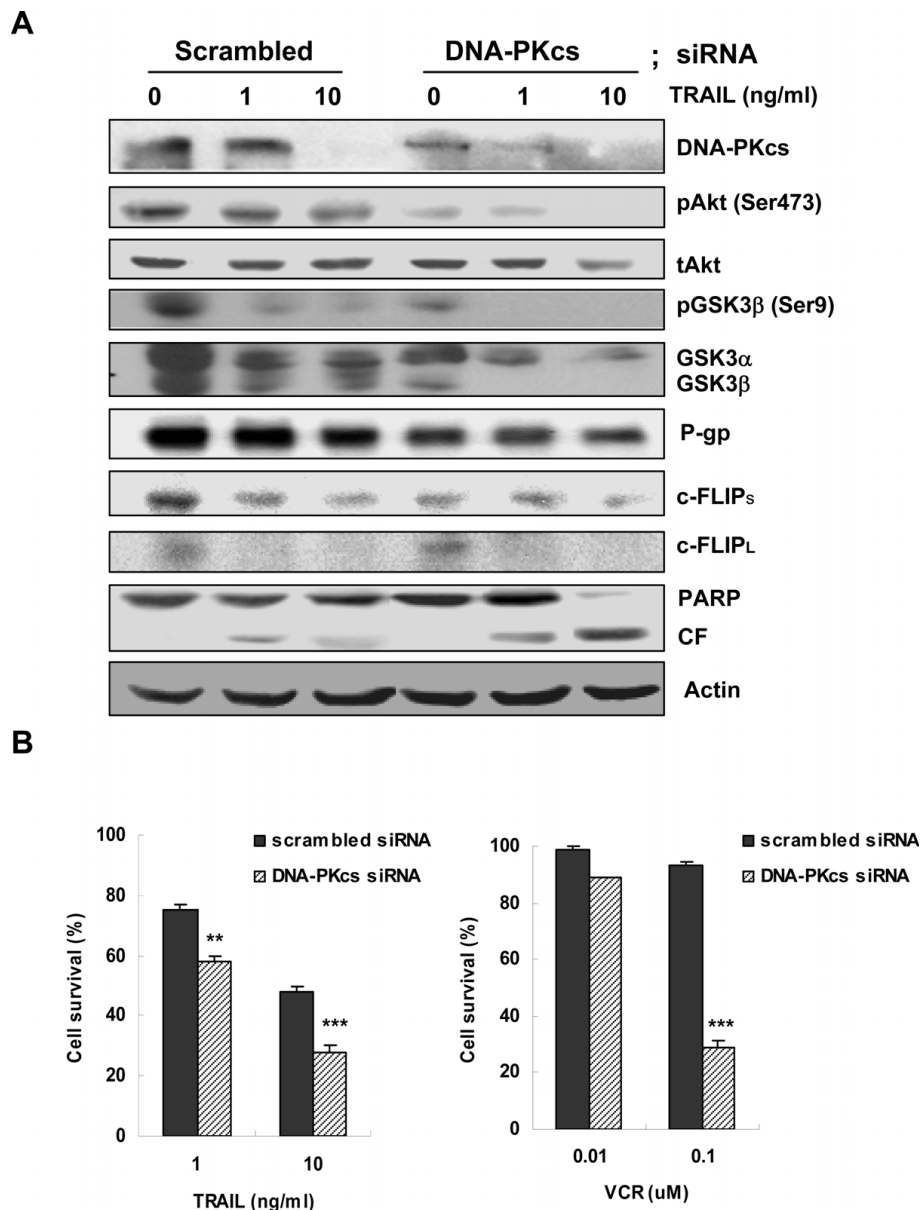 A
Scrambled DNA-PKcs ; siRNA
0 1 10 0 1 10 TRAIL (ng/ml)
DNA-PKcs
pAkt (Ser473)
tAkt
pGSK3β (Ser9)
GSK3α
GSK3β
P-gp
c-FLIPS
c-FLIPL
PARP
CF
Actin
B
100
80
60
40
20
0
Cell survival (%)
scrambled siRNA
DNA-PKcs siRNA
**
***
1 10
TRAIL (ng/ml)
100
80
60
40
20
0
Cell survival (%)
scrambled siRNA
DNA-PKcs siRNA
***
0.01 0.1
VCR (uM)